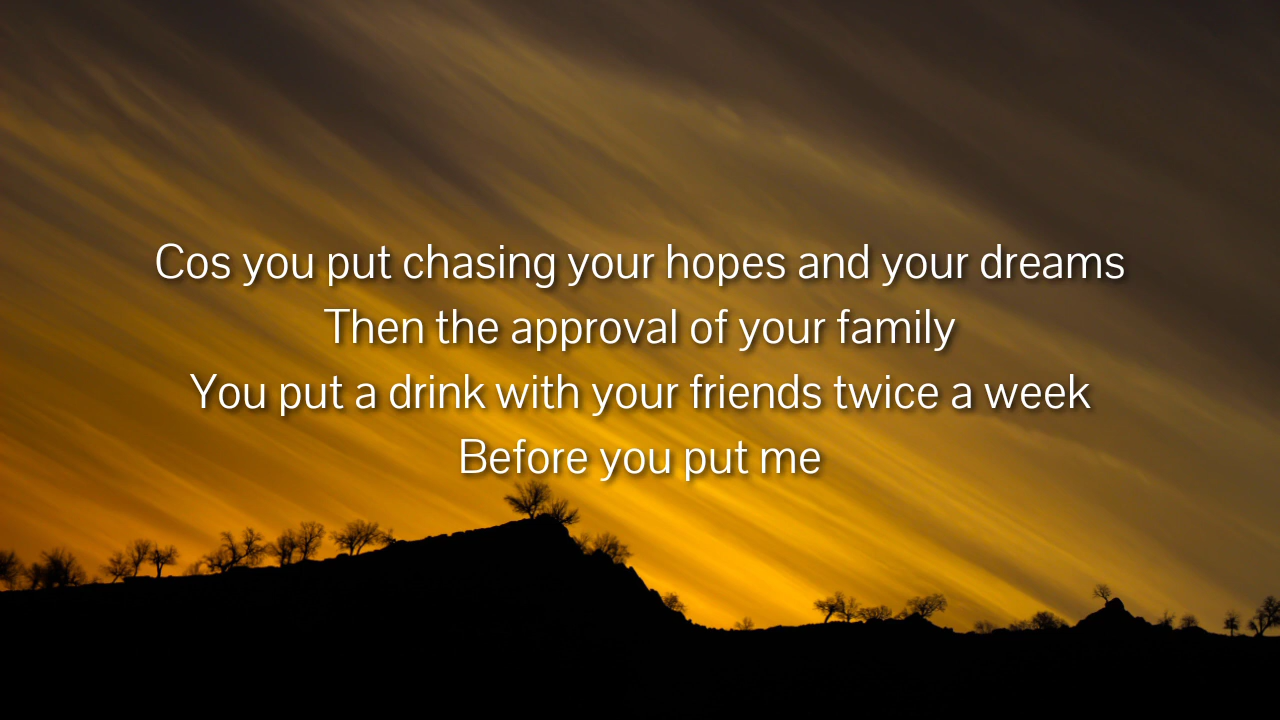 Cos you put chasing your hopes and your dreams
Then the approval of your family
You put a drink with your friends twice a week
Before you put me